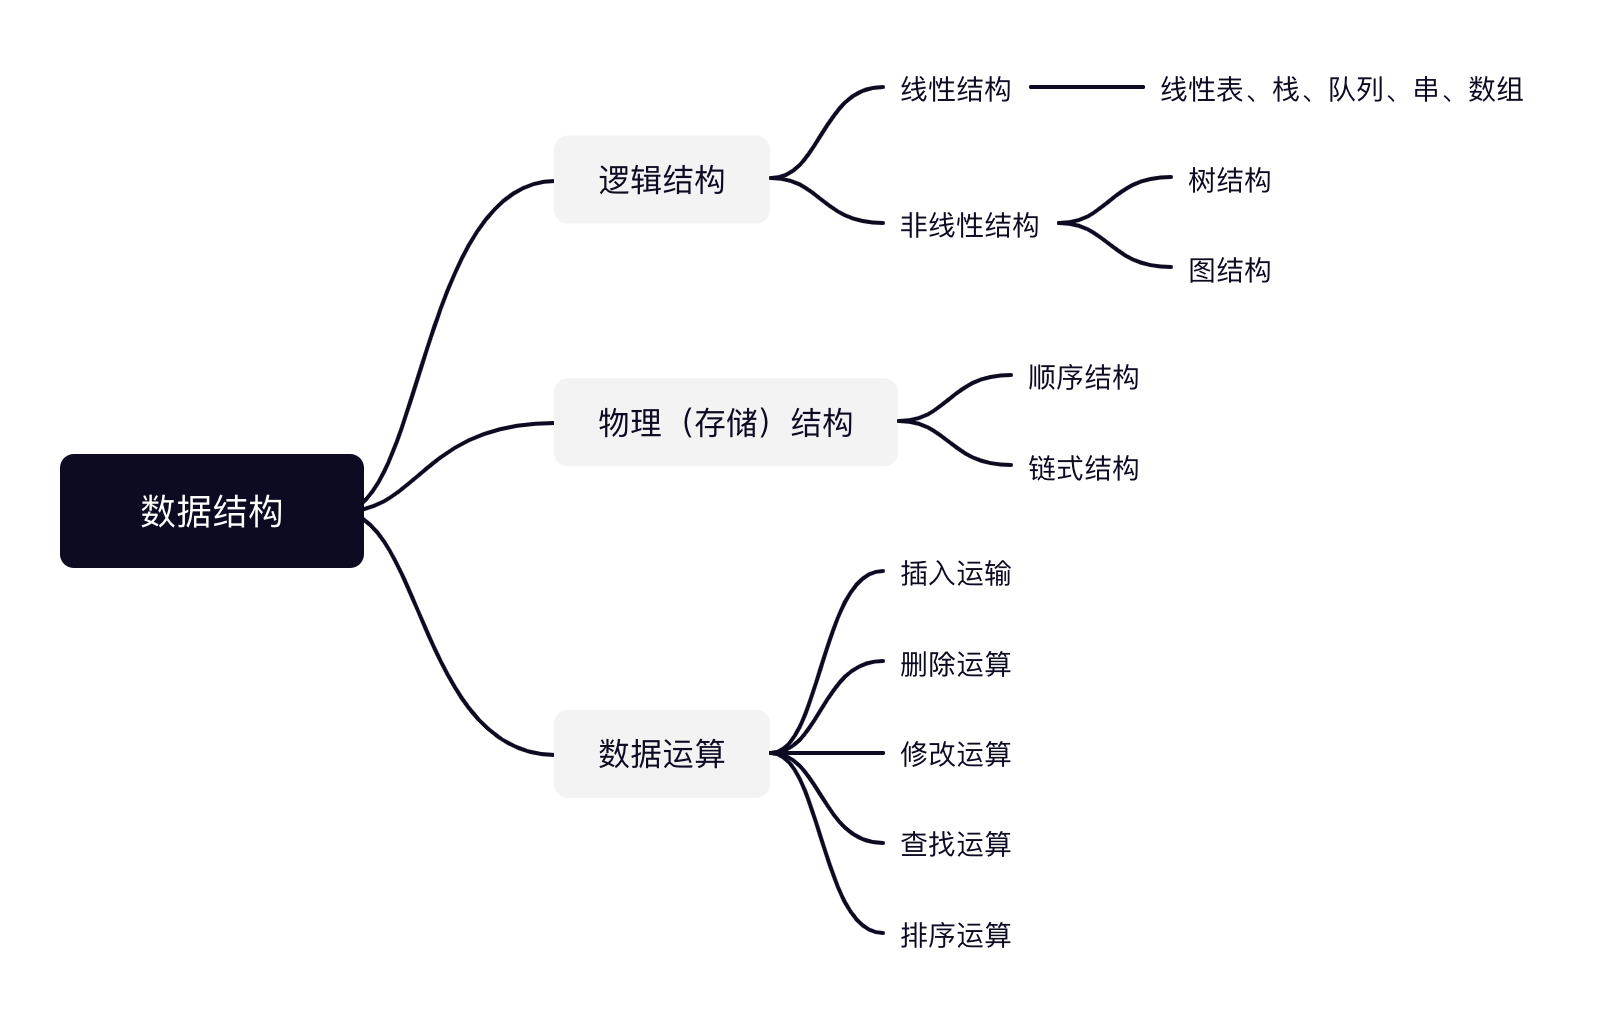 线性结构
线性表、栈、队列、串、数组
逻辑结构
树结构
非线性结构
图结构
顺序结构
物理（存储）结构
链式结构
数据结构
插入运输
删除运算
数据运算
修改运算
查找运算
排序运算